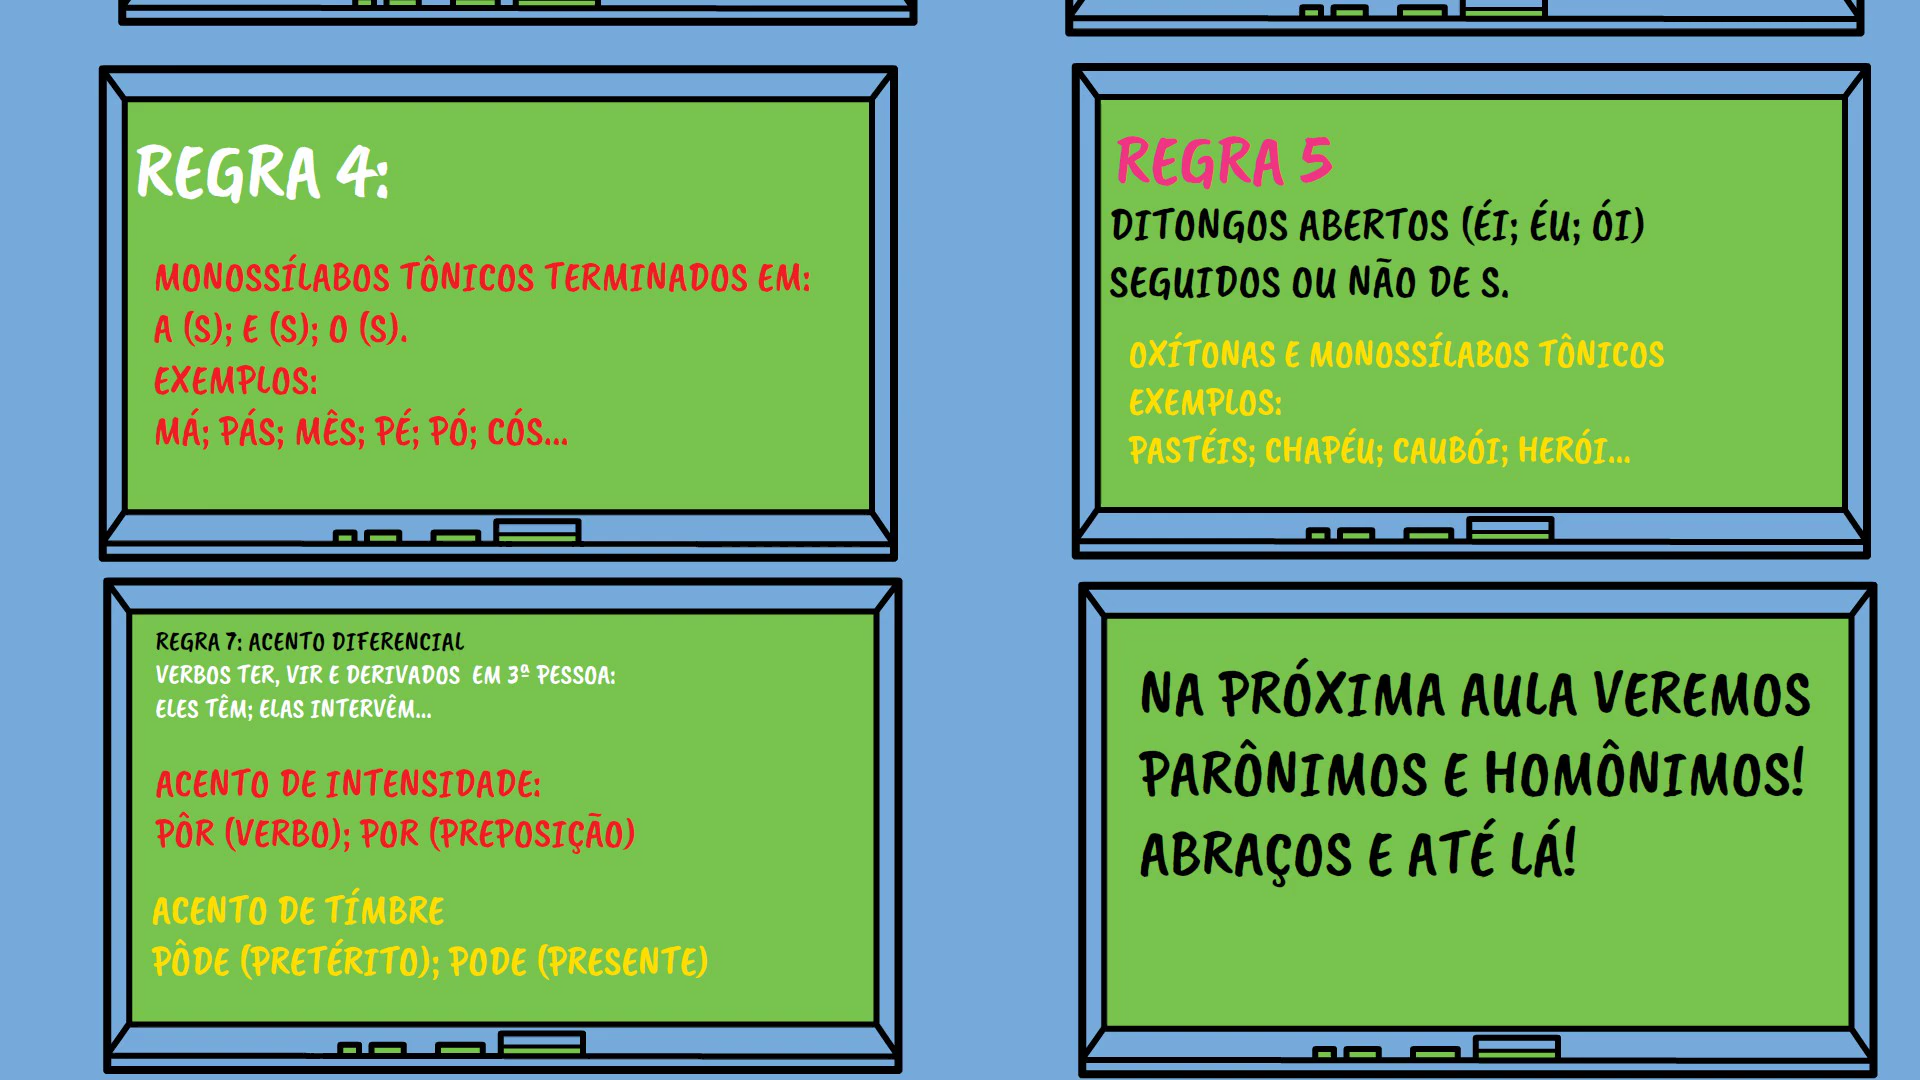 REGRA 4:
MONOSSÍLABOS TÔNICOS TERMINADOS EM:
A (S); E (S); O (S).
EXEMPLOS:
MÁ; PÁS; MÊS; PÉ; PÓ; CÓS...
REGRA 5
DITONGOS ABERTOS (ÉI; ÉU; ÓI)
SEGUIDOS OU NÃO DE S.
OXÍTONAS E MONOSSÍLABOS TÔNICOS
EXEMPLOS:
PASTÉIS; CHAPÉU; CAUBÓI; HERÓI...
REGRA 7: ACENTO DIFERENCIAL
VERBOS TER, VIR E DERIVADOS EM 3ª PESSOA:
ELES TÊM; ELAS INTERVÊM...
ACENTO DE INTENSIDADE:
PÔR (VERBO); POR (PREPOSIÇÃO)
ACENTO DE TÍMBRE
PÔDE (PRETÉRITO); PODE (PRESENTE)
NA PRÓXIMA AULA VEREMOS
PARÔNIMOS E HOMÔNIMOS!
ABRAÇOS E ATÉ LÁ!